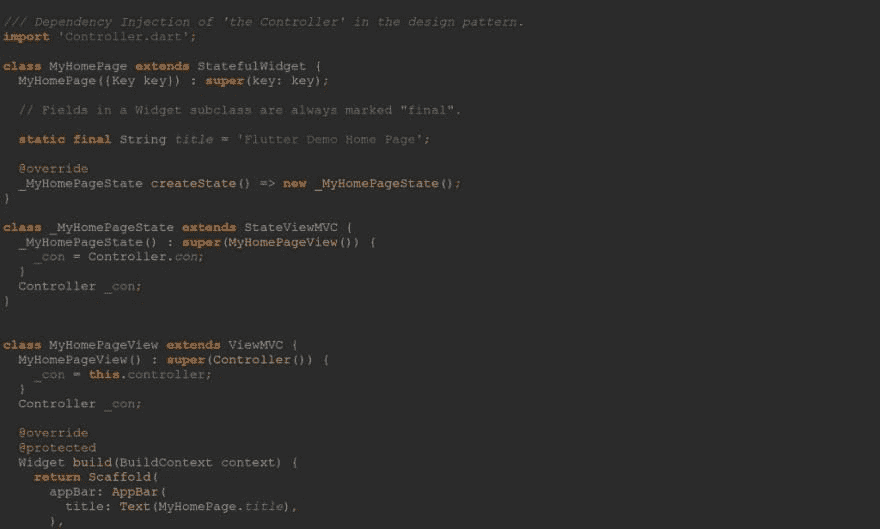 /// Dependency Injection of 'the Controller' in the design pattern.
import 'Controller.dart';
class MyHomePage extends StatefulWidget {
MyHomePage({Key key}) : super(key: key);
// Fields in a Widget subclass are always marked "final".
static final String title = 'Flutter Demo Home Page';
@override
_MyHomePageState createState() => new _MyHomePageState();
}
class _MyHomePageState extends StateViewMVC {
_MyHomePageState() : super(MyHomePageView()) {
_con = Controller.con;
}
Controller _con;
}
class MyHomePageView extends ViewMVC {
MyHomePageView() : super(Controller()) {
_con = this.controller;
}
Controller _con;
@override
@protected
Widget build(BuildContext context) {
return Scaffold(
appBar: AppBar(
title: Text(MyHomePage.title),
),